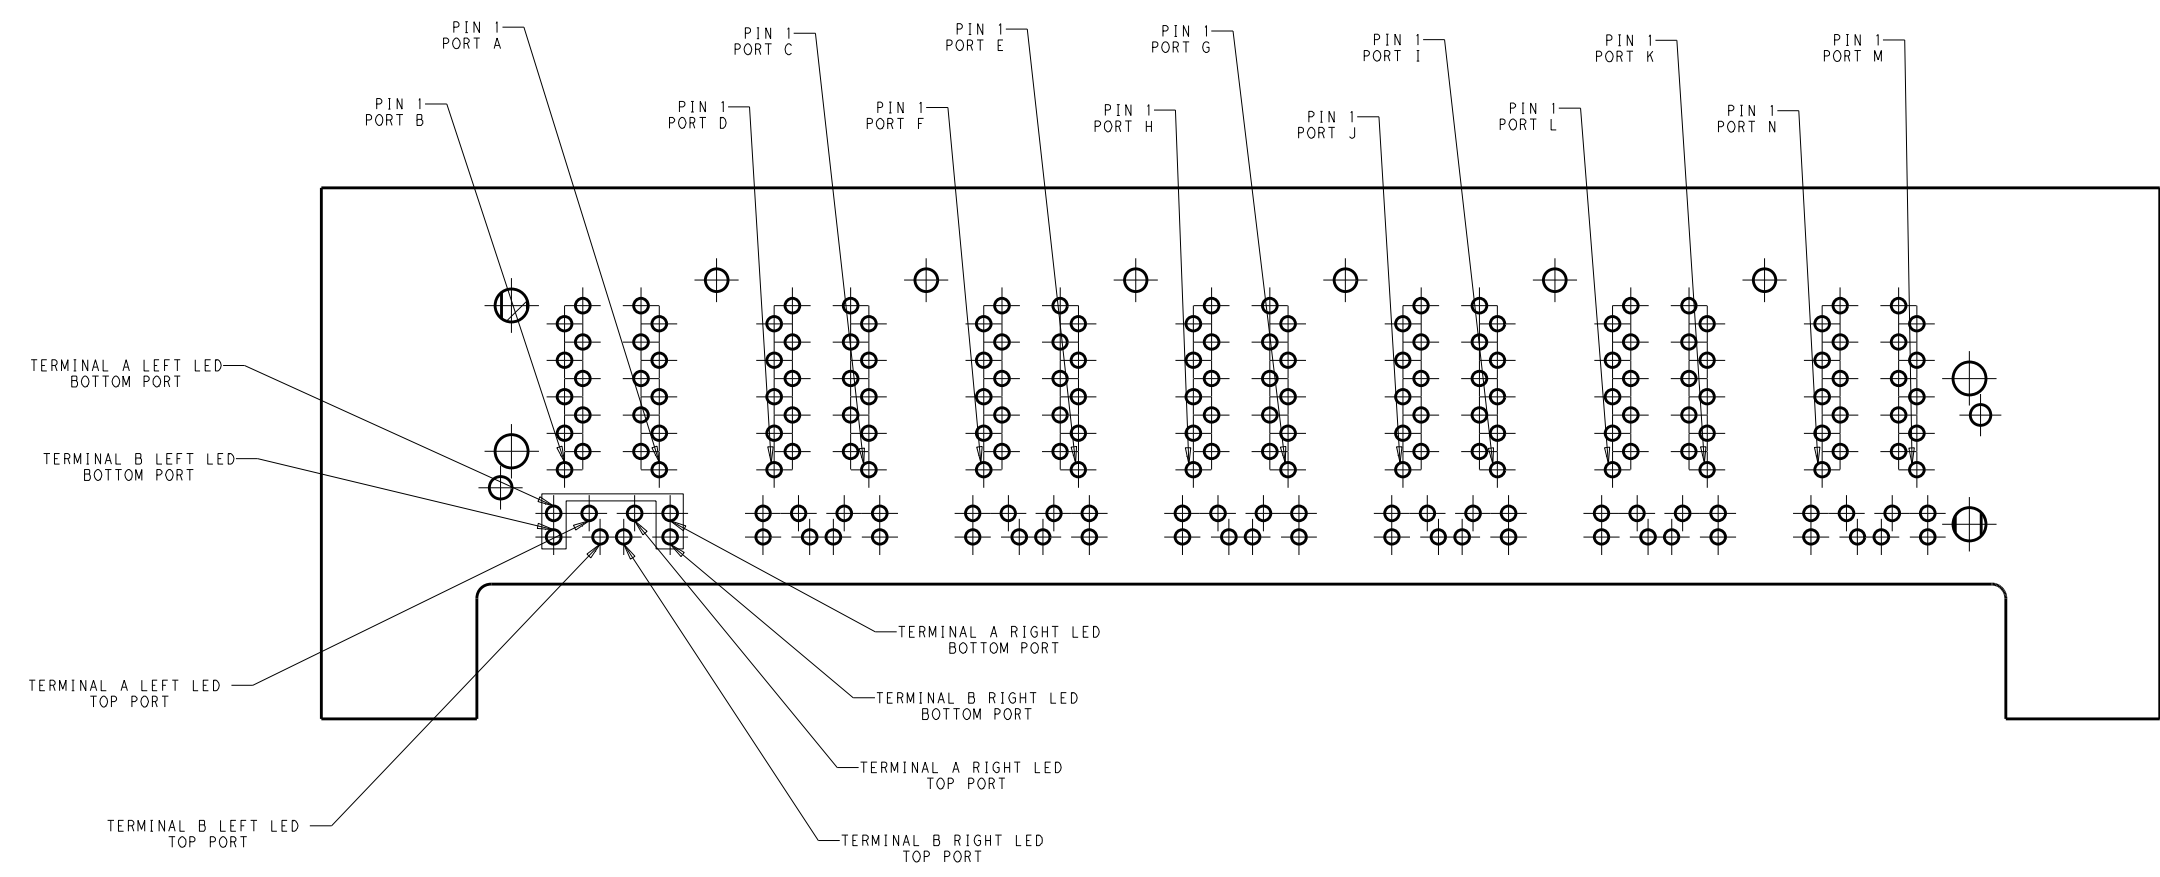 PIN 1
PORT A
PIN 1
PORT C
PIN 1
PORT E
PIN 1
PORT G
PIN 1
PORT I
PIN 1
PORT K
PIN 1
PORT M
PIN 1
PORT B
PIN 1
PORT D
PIN 1
PORT F
PIN 1
PORT H
PIN 1
PORT J
PIN 1
PORT L
PIN 1
PORT N
TERMINAL A LEFT LED
BOTTOM PORT
TERMINAL B LEFT LED
BOTTOM PORT
TERMINAL A RIGHT LED
BOTTOM PORT
TERMINAL A LEFT LED
TOP PORT
TERMINAL B RIGHT LED
BOTTOM PORT
TERMINAL A RIGHT LED
TOP PORT
TERMINAL B LEFT LED
TOP PORT
TERMINAL B RIGHT LED
TOP PORT